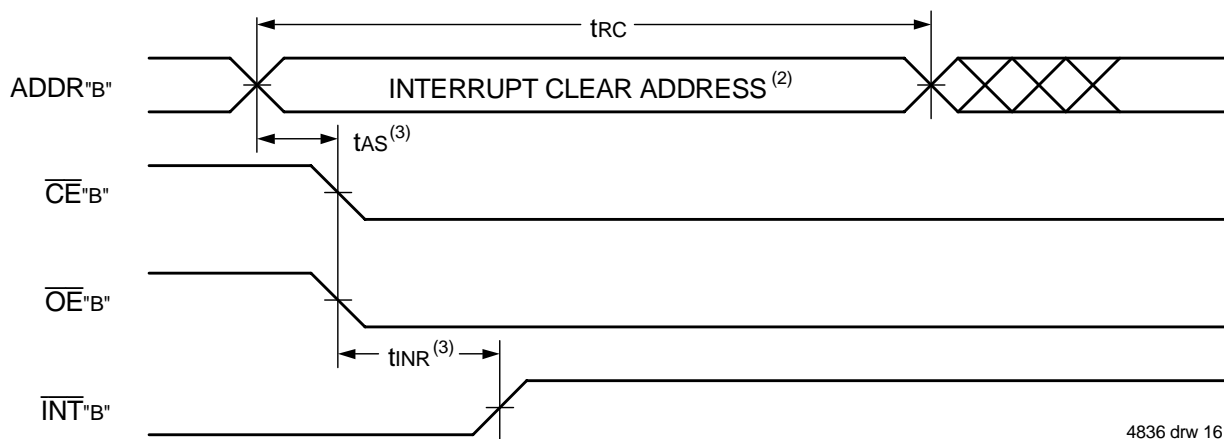 tRC
ADDR"B"
INTERRUPT CLEAR ADDRESS (2)
tAS(3)
CE"B"
OE"B"
tINR(3)
INT"B"
4836 drw 16